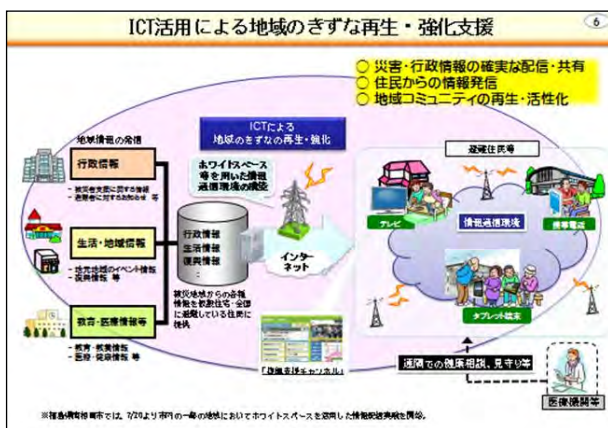 ICT活用による地域のきずな再生・強化支援
6
○ 災害・行政情報の確実な配信・共有
○ 住民からの情報発信
○ 地域コミュニティの再生・活性化
地域情報の発信
行政情報
- 被災者支援に関する情報
- 避難者に対するお知らせ 等
生活・地域情報
- 地元地域のイベント情報
- 復興情報 等
教育・医療情報等
- 教育・教養情報
- 医療・健康情報 等
ICTによる
地域のきずなの再生・強化
ホワイトスペース
等を用いた情報
通信環境の構築
行政情報
生活情報
復興情報
:
被災地域からの各種
情報を仮設住宅・全国
に避難している住民に
提供
インター
ネット
避難住民等
テレビ
情報通信環境
携帯電話
タブレット端末
遠隔での健康相談、見守り等
医療機関等